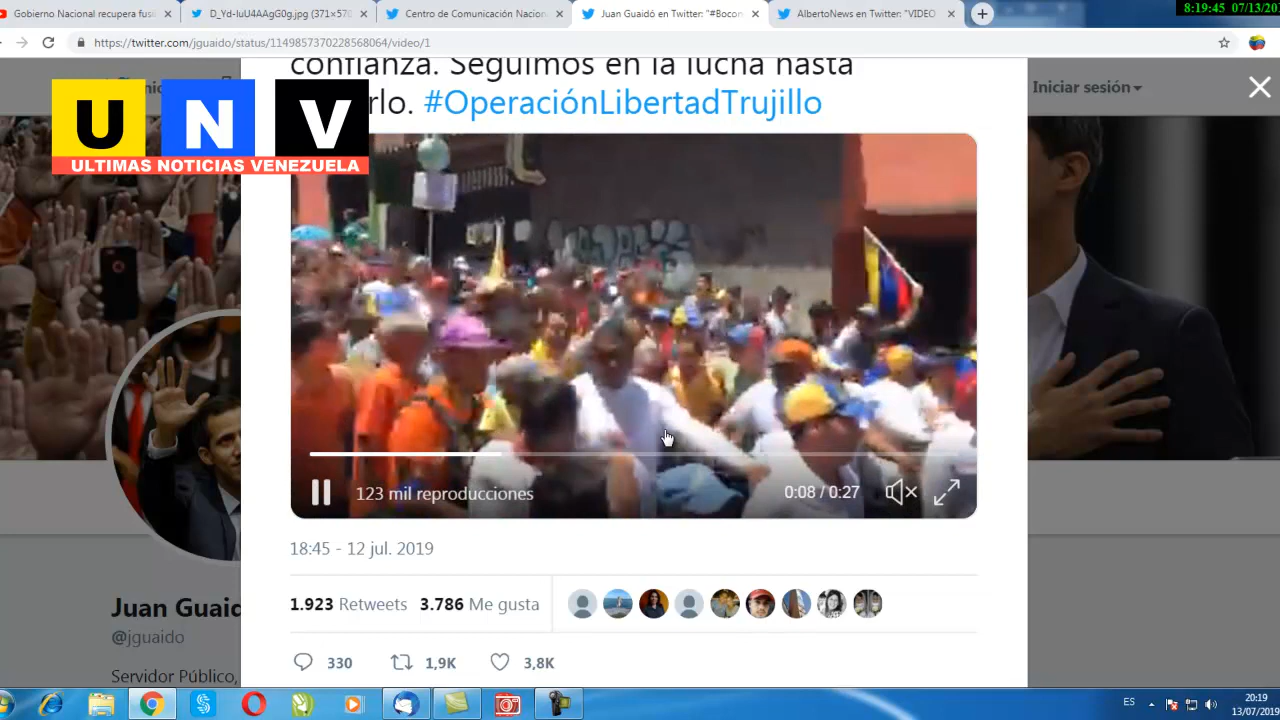 Gobierno Nacional recupera fusi
D_Yd-IuU4AAgG0g.jpg (371×570
Centro de Comunicación Nacion
Juan Guaidó en Twitter: "#Bocon
AlbertoNews en Twitter: "VIDEO
8:19:45 07/13/20
https://twitter.com/jguaido/status/1149857370228568064/video/1
confianza. Seguimos en la lucha hasta
rlo. #OperaciónLibertadTrujillo
Iniciar sesión
U N V
ULTIMAS NOTICIAS VENEZUELA
123 mil reproducciones
0:08 / 0:27
18:45 - 12 jul. 2019
1.923 Retweets 3.786 Me gusta
Juan Guaid
@jguaido
Servidor Público,
330 1,9K 3,8K
ES
20:19
13/07/2019